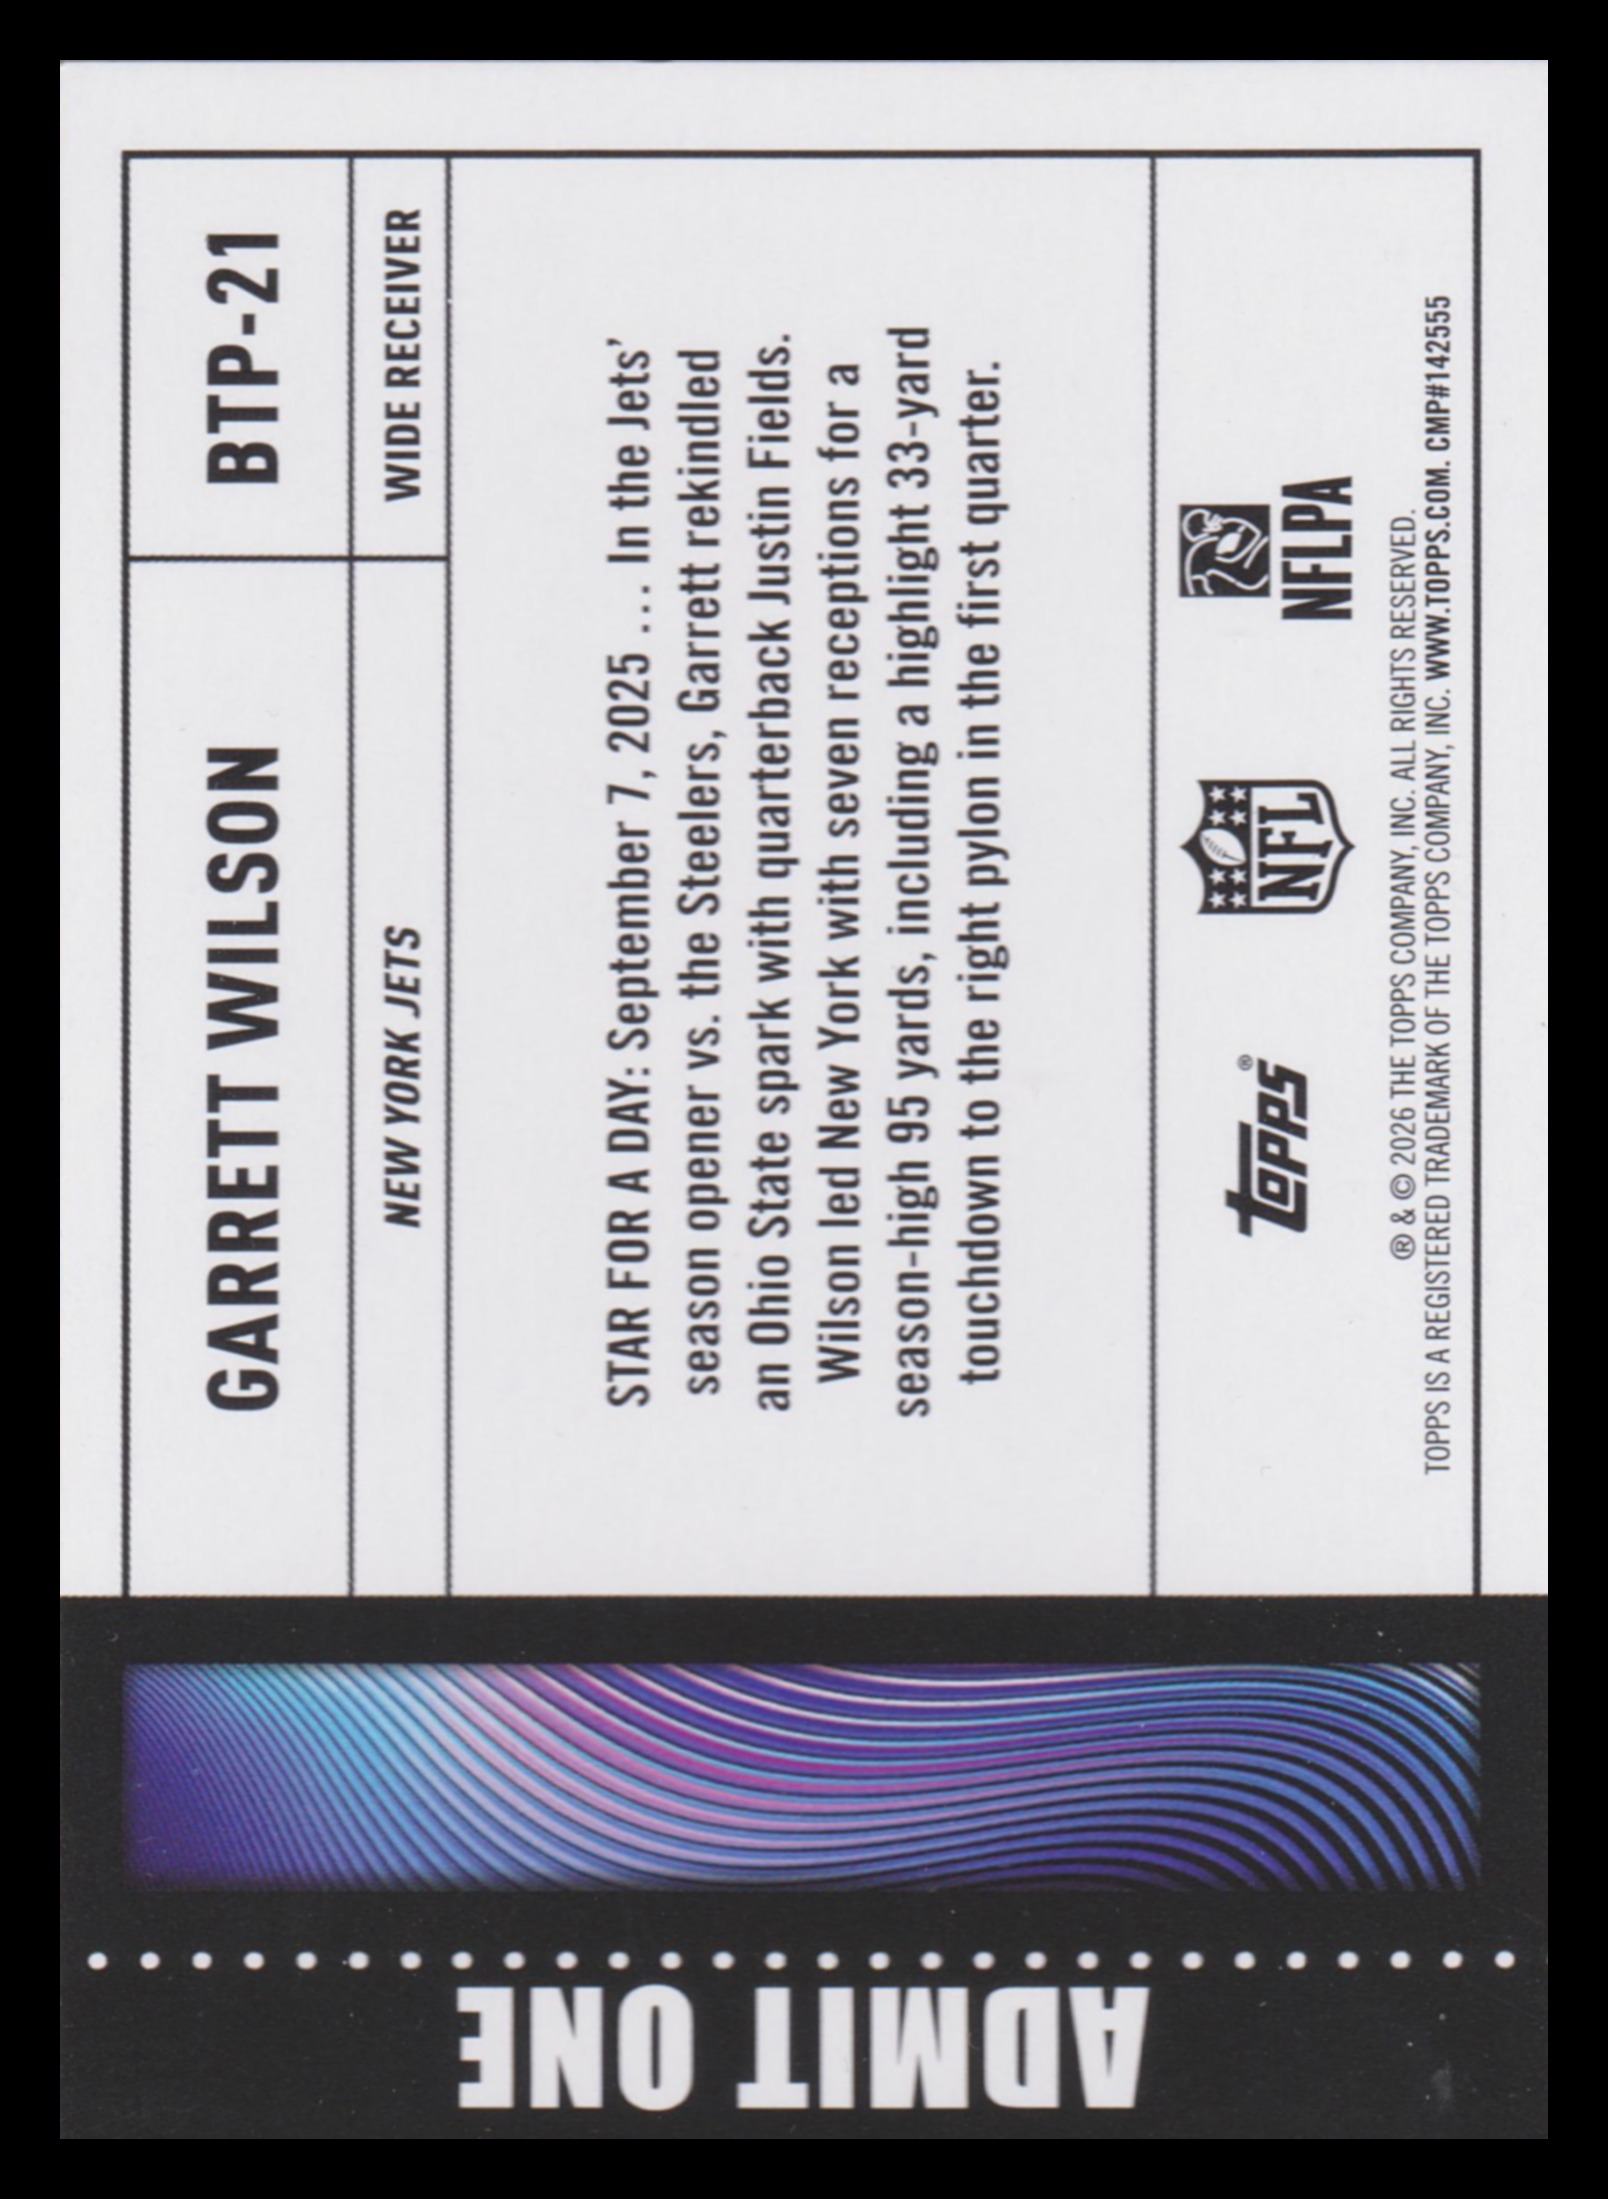 GARRETT WILSON
BTP-21
NEW YORK JETS
WIDE RECEIVER
STAR FOR A DAY: September 7, 2025 ... In the Jets'
season opener vs. the Steelers, Garrett rekindled
an Ohio State spark with quarterback Justin Fields.
Wilson led New York with seven receptions for a
season-high 95 yards, including a highlight 33-yard
touchdown to the right pylon in the first quarter.
topps®
NFL
NFLPA
® & © 2026 THE TOPPS COMPANY, INC. ALL RIGHTS RESERVED.
TOPPS IS A REGISTERED TRADEMARK OF THE TOPPS COMPANY, INC. WWW.TOPPS.COM. CMP#142555
ADMIT ONE